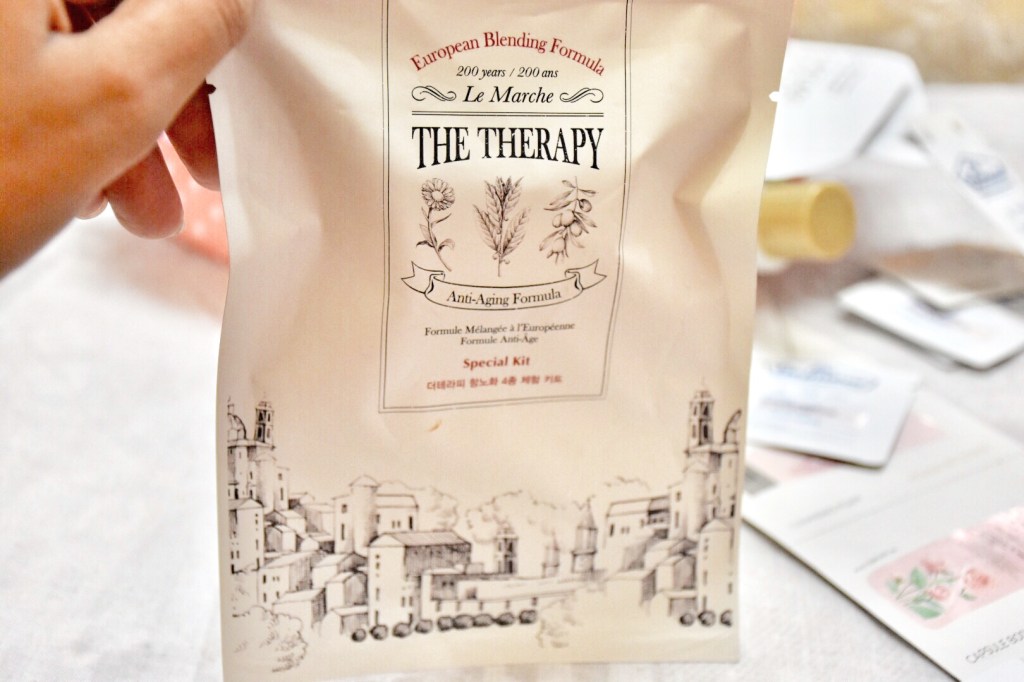 European Blending Formula
200 years / 200 ans
Le Marche
THE THERAPY
Anti-Aging Formula
Formule Mélangée à l'Européenne
Formule Anti-Âge
Special Kit
더테라피 항노화 4종 체험 키트
CAPSULE